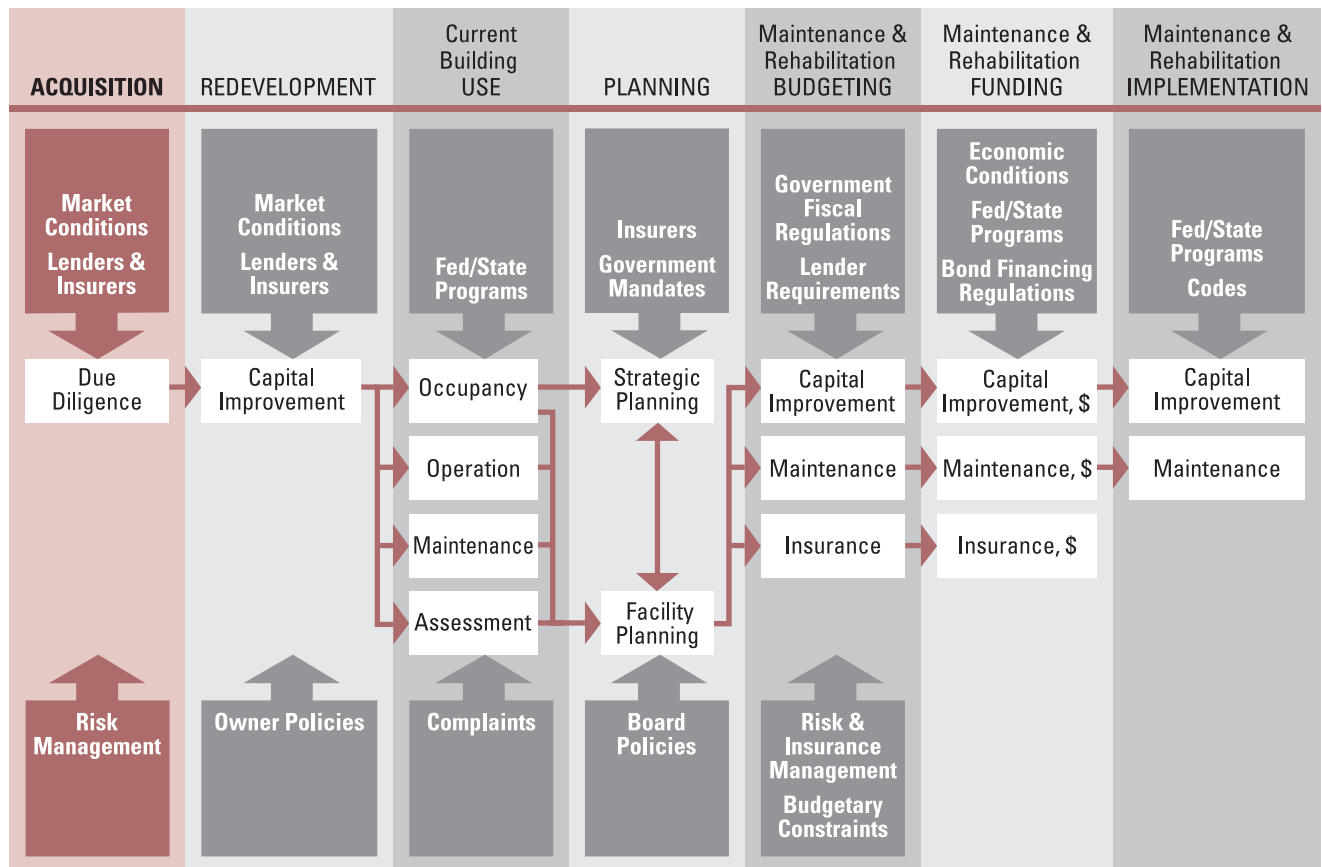 ACQUISITION
REDEVELOPMENT
Current
Building
USE
PLANNING
Maintenance &
Rehabilitation
BUDGETING
Maintenance &
Rehabilitation
FUNDING
Maintenance &
Rehabilitation
IMPLEMENTATION
Market
Conditions
Lenders &
Insurers
Market
Conditions
Lenders &
Insurers
Fed/State
Programs
Insurers
Government
Mandates
Government
Fiscal
Regulations
Lender
Requirements
Economic
Conditions
Fed/State
Programs
Bond Financing
Regulations
Fed/State
Programs
Codes
Due
Diligence
Capital
Improvement
Occupancy
Strategic
Planning
Capital
Improvement
Capital
Improvement, $
Capital
Improvement
Operation
Maintenance
Maintenance, $
Maintenance
Maintenance
Insurance
Insurance, $
Assessment
Facility
Planning
Risk
Management
Owner Policies
Complaints
Board
Policies
Risk &
Insurance
Management
Budgetary
Constraints